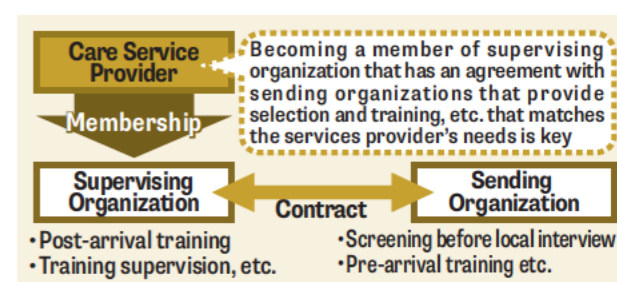 Care Service
Provider
Becoming a member of supervising
organization that has an agreement with
sending organizations that provide
selection and training, etc. that matches
the services provider's needs is key
Membership
Supervising
Organization
Contract
Sending
Organization
・Post-arrival training
・Training supervision, etc.
・Screening before local interview
・Pre-arrival training etc.